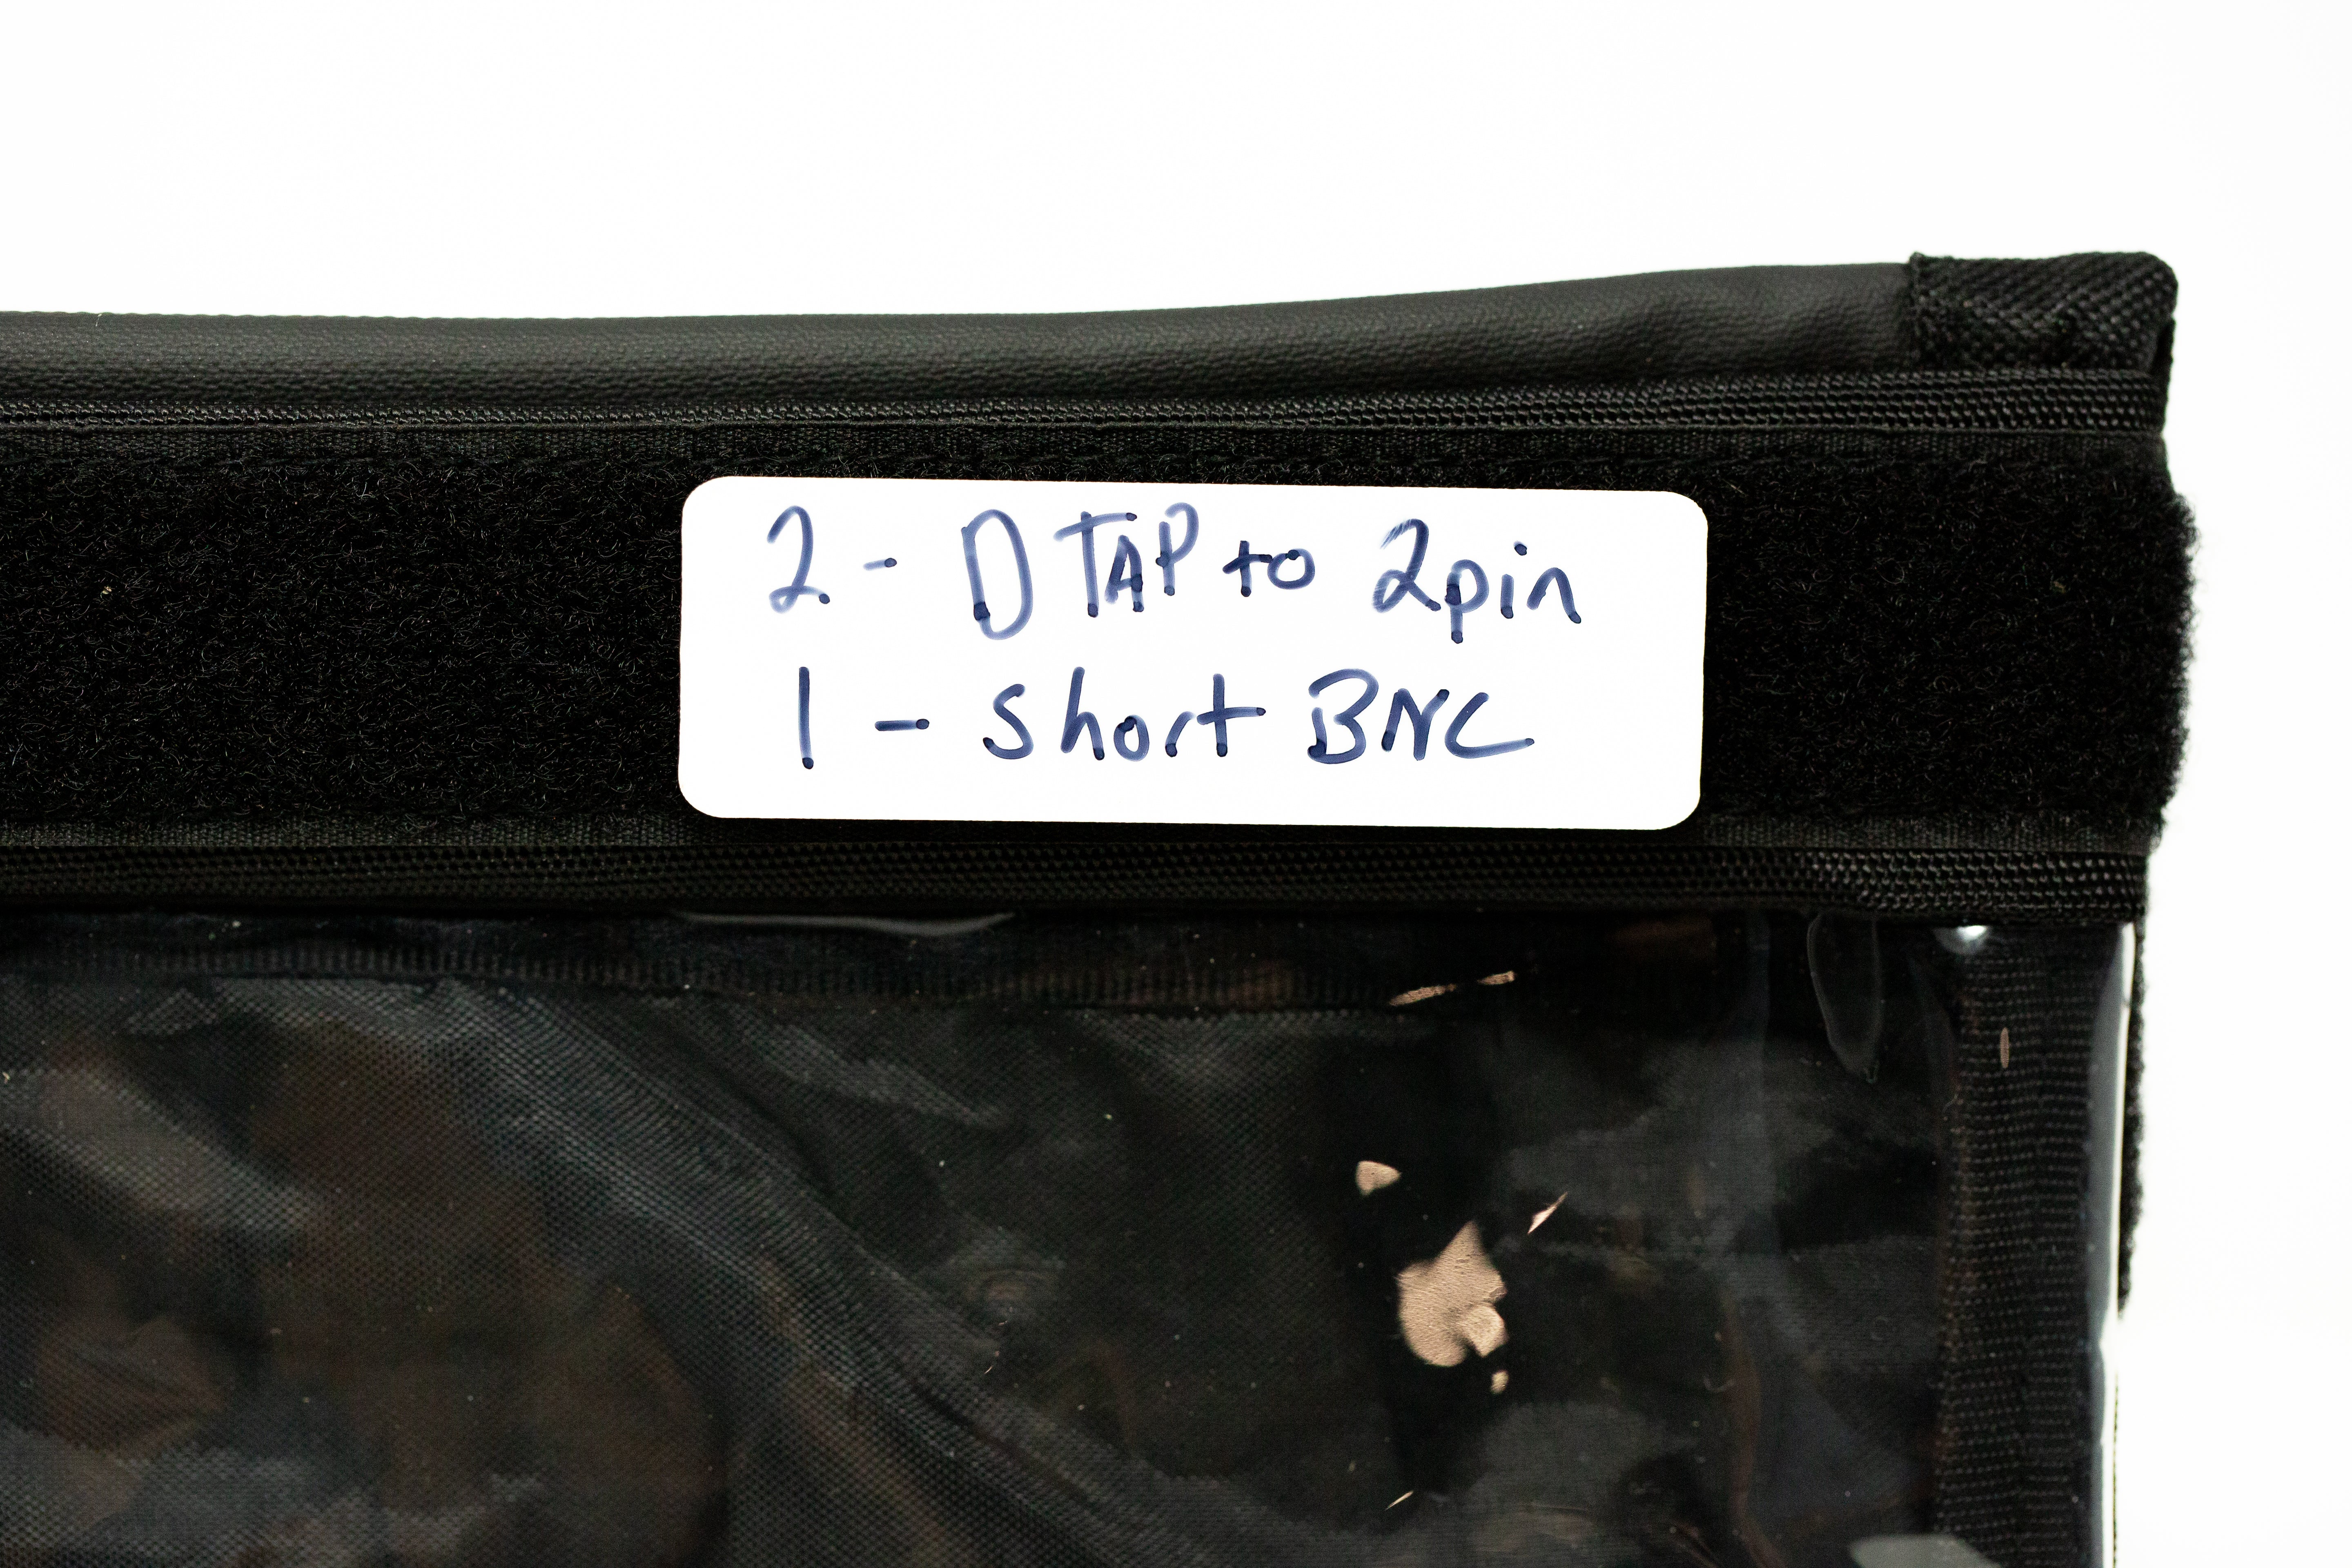 2 - D TAP to 2pin
1 - Short BNC